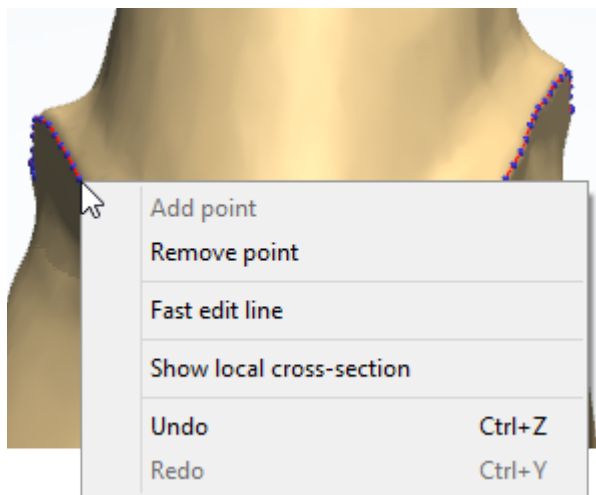 Add point
Remove point
Fast edit line
Show local cross-section
Undo Ctrl+Z
Redo Ctrl+Y